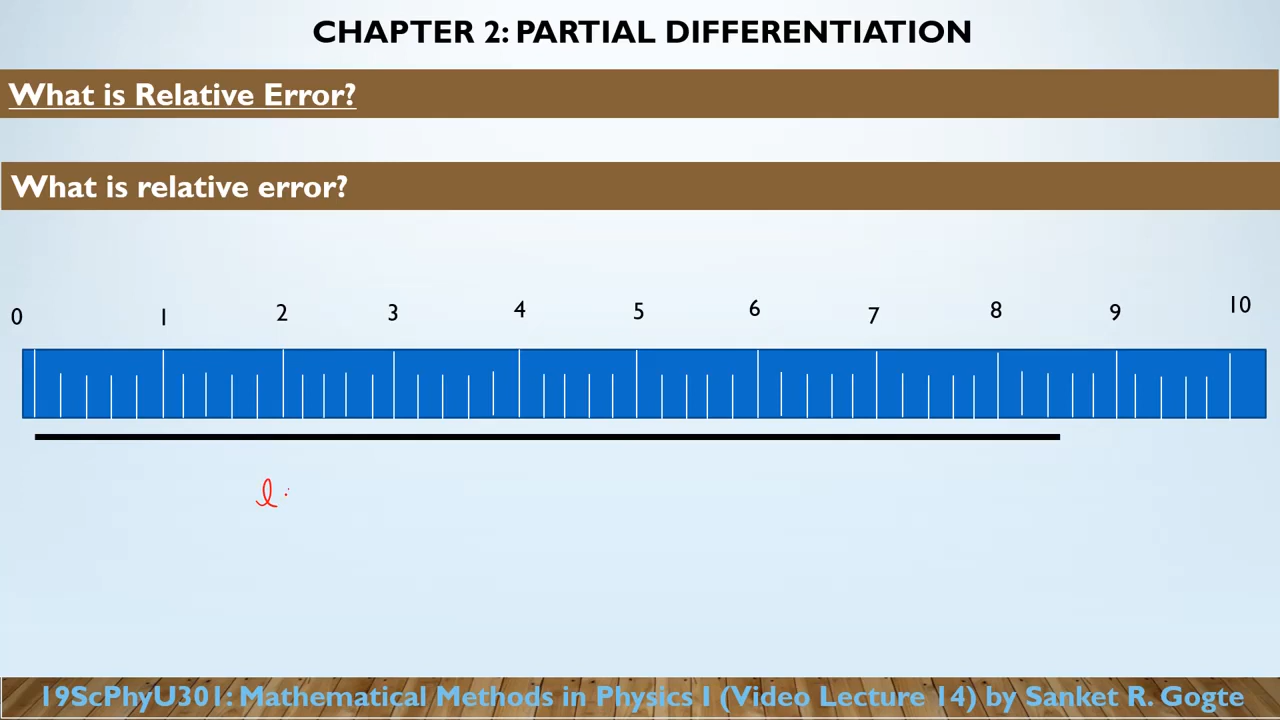 CHAPTER 2: PARTIAL DIFFERENTIATION
What is Relative Error?
What is relative error?
0 1 2 3 4 5 6 7 8 9 10
l
19ScPhyU301: Mathematical Methods in Physics I (Video Lecture 14) by Sanket R. Gogte